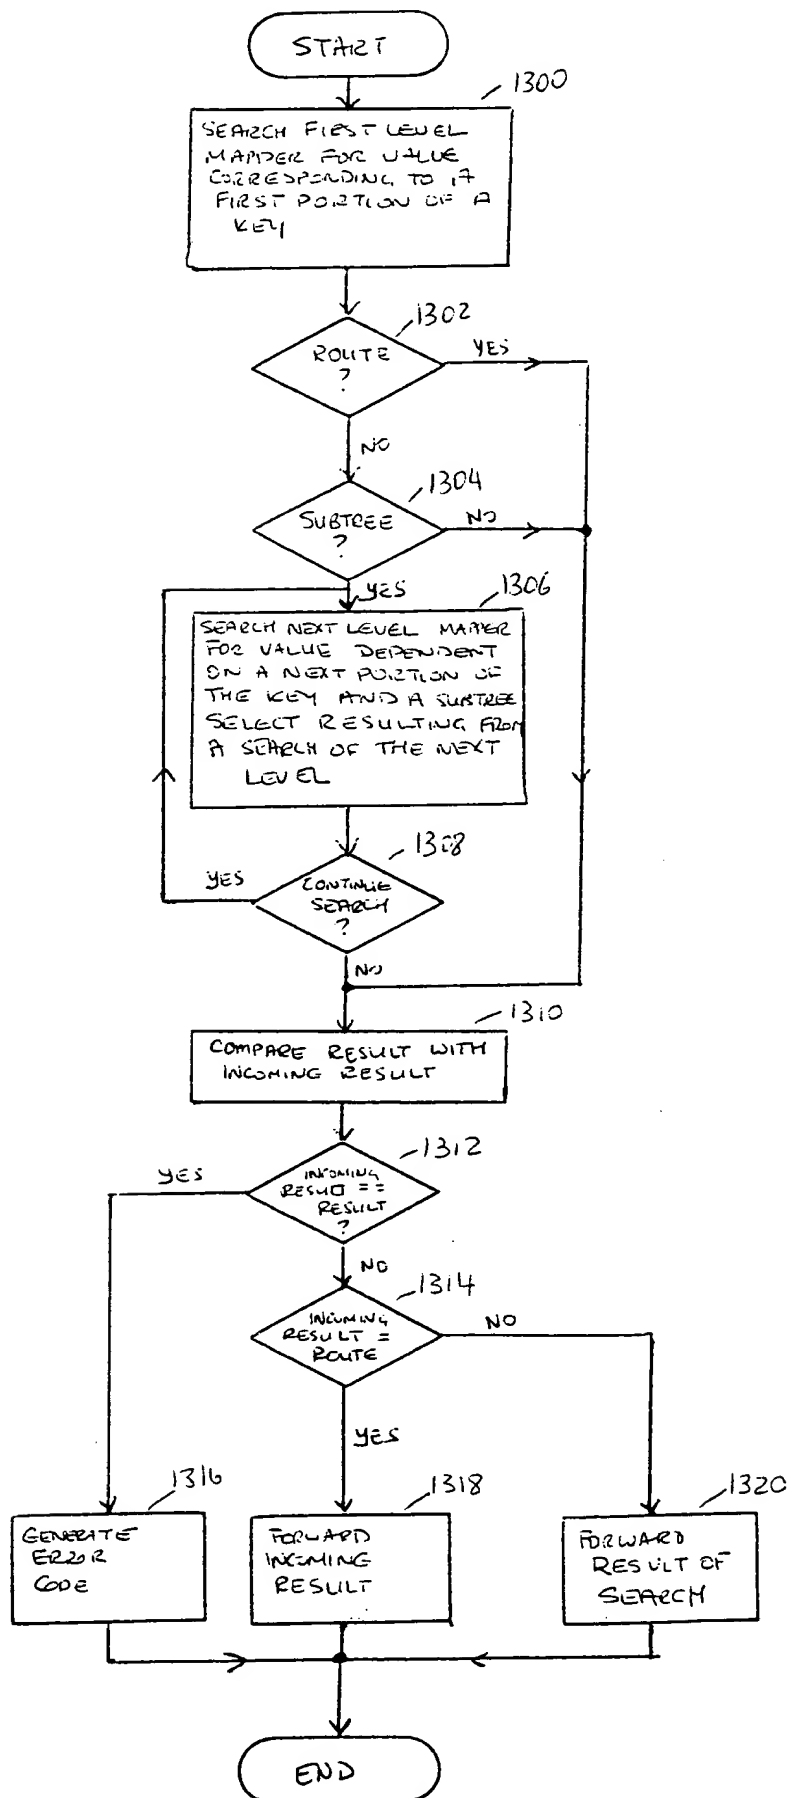 START
1300
SEARCH FIRST LEVEL
MAPPER FOR VALUE
CORRESPONDING TO A
FIRST PORTION OF A
KEY
1302
ROUTE
?
YES
NO
1304
SUBTREE
?
NO
YES
1306
SEARCH NEXT LEVEL MAPPER
FOR VALUE DEPENDENT
ON A NEXT PORTION OF
THE KEY AND A SUBTREE
SELECT RESULTING FROM
A SEARCH OF THE NEXT
LEVEL
1308
YES
CONTINUE
SEARCH
?
NO
1310
COMPARE RESULT WITH
INCOMING RESULT
1312
YES
INCOMING
RESULT ==
RESULT
?
NO
1314
INCOMING
RESULT =
ROUTE
NO
YES
1316
GENERATE
ERROR
CODE
1318
FORWARD
INCOMING
RESULT
1320
FORWARD
RESULT OF
SEARCH
END